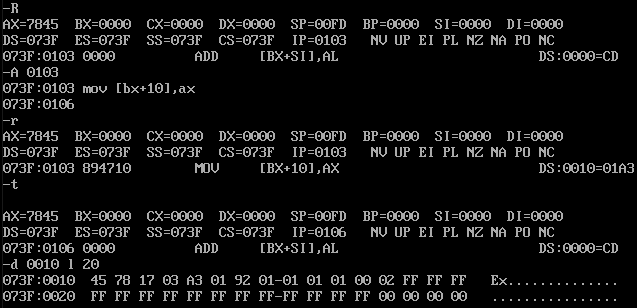 -R
AX=7845  BX=0000  CX=0000  DX=0000  SP=00FD  BP=0000  SI=0000  DI=0000
DS=073F  ES=073F  SS=073F  CS=073F  IP=0103   NV UP EI PL NZ NA PO NC
073F:0103 0000          ADD     [BX+SI],AL                         DS:0000=CD
-A 0103
073F:0103 mov [bx+10],ax
073F:0106
-r
AX=7845  BX=0000  CX=0000  DX=0000  SP=00FD  BP=0000  SI=0000  DI=0000
DS=073F  ES=073F  SS=073F  CS=073F  IP=0103   NV UP EI PL NZ NA PO NC
073F:0103 894710        MOV     [BX+10],AX                         DS:0010=01A3
-t
AX=7845  BX=0000  CX=0000  DX=0000  SP=00FD  BP=0000  SI=0000  DI=0000
DS=073F  ES=073F  SS=073F  CS=073F  IP=0106   NV UP EI PL NZ NA PO NC
073F:0106 0000          ADD     [BX+SI],AL                         DS:0000=CD
-d 0010 l 20
073F:0010  45 78 17 03 A3 01 92 01-01 01 01 00 02 FF FF FF   Ex..............
073F:0020  FF FF FF FF FF FF FF FF-FF FF FF FF 00 00 00 00   ................